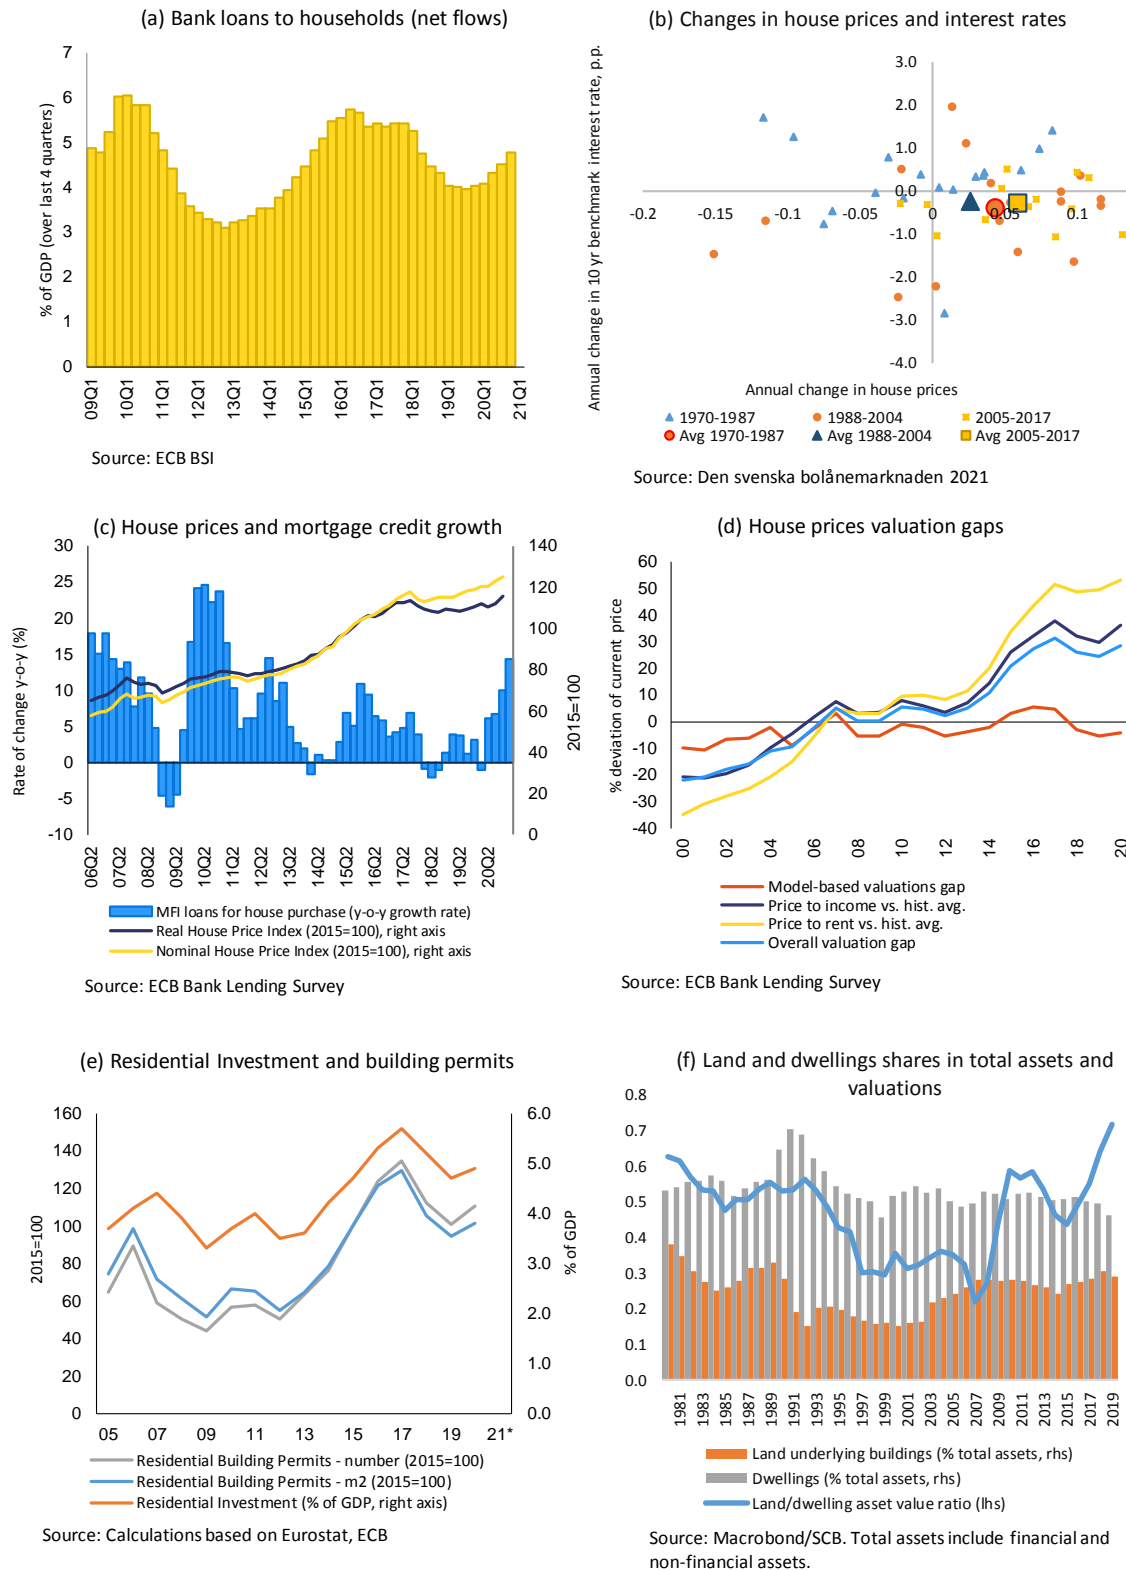 (a) Bank loans to households (net flows)
% of GDP (over last 4 quarters)
7
6
5
4
3
2
1
0
09Q1
10Q1
11Q1
12Q1
13Q1
14Q1
15Q1
16Q1
17Q1
18Q1
19Q1
20Q1
21Q1
Source: ECB BSI
(b) Changes in house prices and interest rates
Annual change in 10 yr benchmark interest rate, p.p.
3.0
2.0
1.0
0.0
-1.0
-2.0
-3.0
-4.0
-0.2
-0.15
-0.1
-0.05
0
0.05
0.1
Annual change in house prices
1970-1987
1988-2004
2005-2017
Avg 1970-1987
Avg 1988-2004
Avg 2005-2017
Source: Den svenska bolånemarknaden 2021
(c) House prices and mortgage credit growth
Rate of change y-o-y (%)
30
25
20
15
10
5
0
-5
-10
140
120
100
80
60
40
20
0
2015=100
06Q2
07Q2
08Q2
09Q2
10Q2
11Q2
12Q2
13Q2
14Q2
15Q2
16Q2
17Q2
18Q2
19Q2
20Q2
MFI loans for house purchase (y-o-y growth rate)
Real House Price Index (2015=100), right axis
Nominal House Price Index (2015=100), right axis
Source: ECB Bank Lending Survey
(d) House prices valuation gaps
% deviation of current price
60
50
40
30
20
10
0
-10
-20
-30
-40
00
02
04
06
08
10
12
14
16
18
20
Model-based valuations gap
Price to income vs. hist. avg.
Price to rent vs. hist. avg.
Overall valuation gap
Source: ECB Bank Lending Survey
(e) Residential Investment and building permits
2015=100
160
140
120
100
80
60
40
20
0
6.0
5.0
4.0
3.0
2.0
1.0
0.0
% of GDP
05
07
09
11
13
15
17
19
21*
Residential Building Permits - number (2015=100)
Residential Building Permits - m2 (2015=100)
Residential Investment (% of GDP, right axis)
Source: Calculations based on Eurostat, ECB
(f) Land and dwellings shares in total assets and
valuations
0.8
0.7
0.6
0.5
0.4
0.3
0.2
0.1
0.0
1981
1983
1985
1987
1989
1991
1993
1995
1997
1999
2001
2003
2005
2007
2009
2011
2013
2015
2017
2019
Land underlying buildings (% total assets, rhs)
Dwellings (% total assets, rhs)
Land/dwelling asset value ratio (lhs)
Source: Macrobond/SCB. Total assets include financial and
non-financial assets.